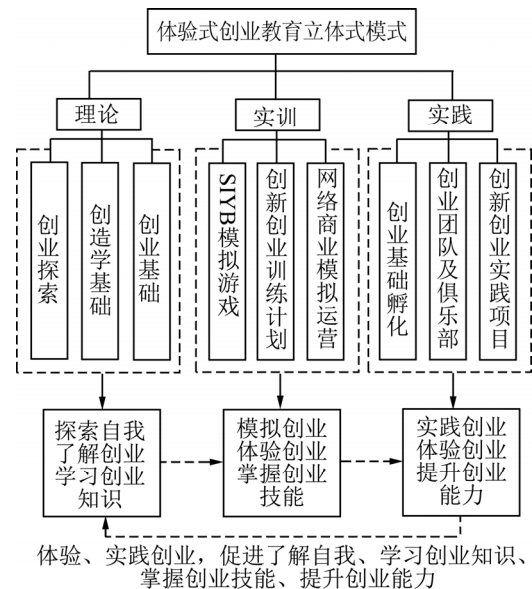 体验式创业教育立体式模式
理论
实训
实践
创业探索
创造学基础
创业基础
SIYB模拟游戏
创新创业训练计划
网络商业模拟运营
创业基础孵化
创业团队及俱乐部
创新创业实践项目
探索自我
了解创业
学习创业
知识
模拟创业
体验创业
掌握创业
技能
实践创业
体验创业
提升创业
能力
体验、实践创业，促进了解自我、学习创业知识、
掌握创业技能、提升创业能力